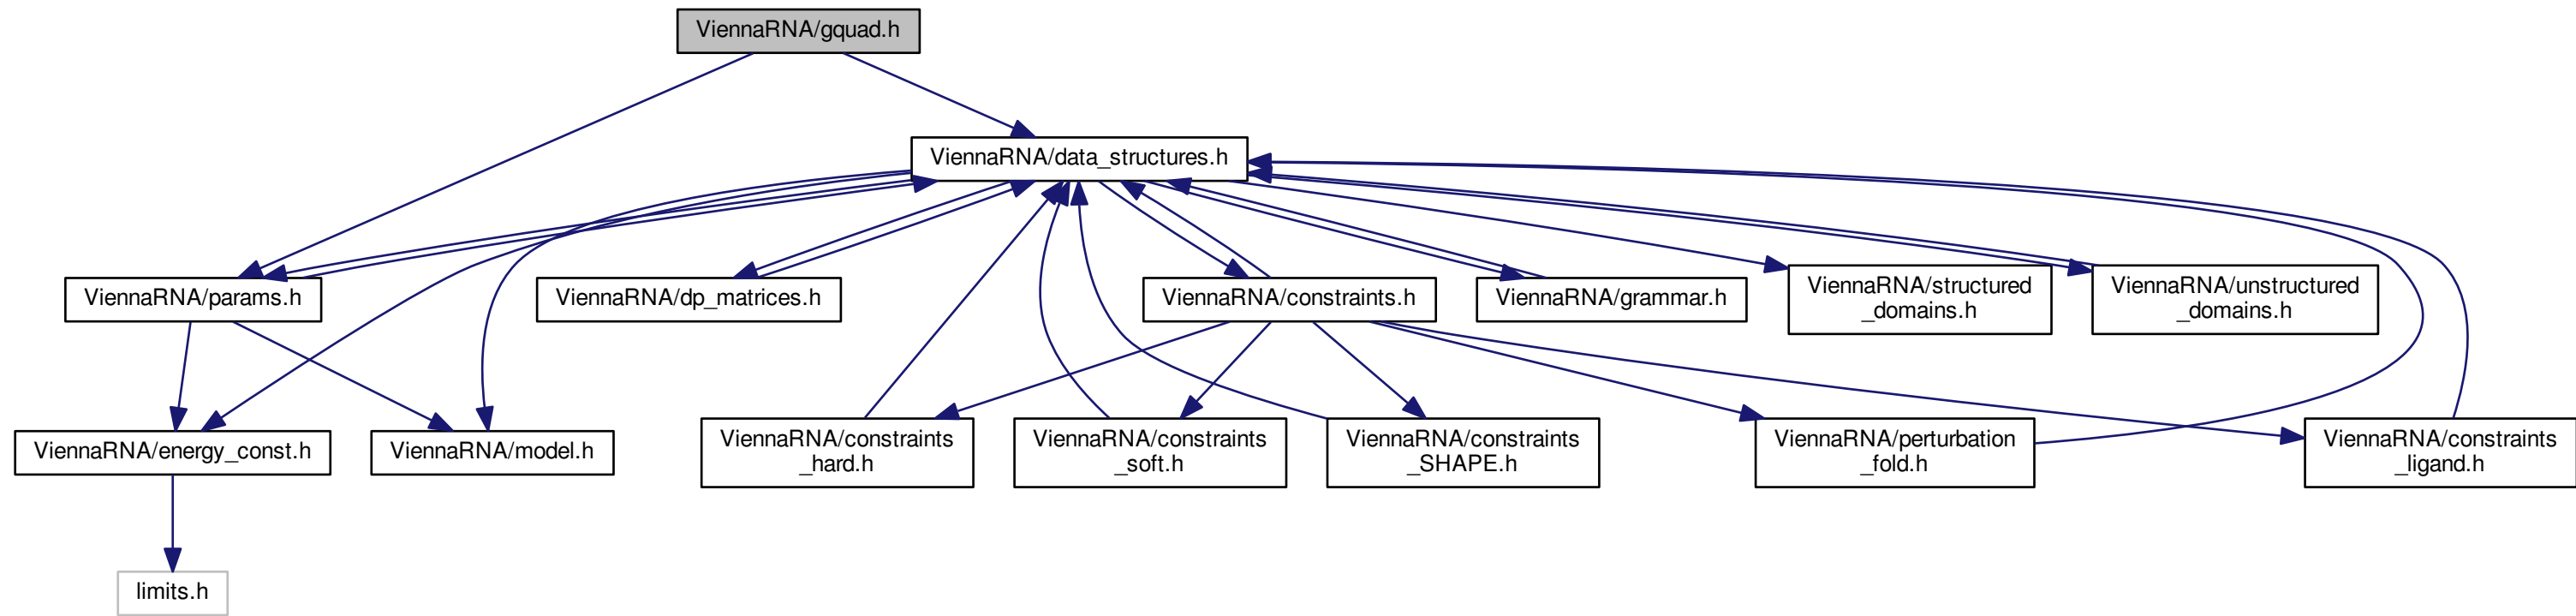 ViennaRNA/gquad.h
ViennaRNA/data_structures.h
ViennaRNA/params.h
ViennaRNA/dp_matrices.h
ViennaRNA/constraints.h
ViennaRNA/grammar.h
ViennaRNA/structured
_domains.h
ViennaRNA/unstructured
_domains.h
ViennaRNA/energy_const.h
ViennaRNA/model.h
ViennaRNA/constraints
_hard.h
ViennaRNA/constraints
_soft.h
ViennaRNA/constraints
_SHAPE.h
ViennaRNA/perturbation
_fold.h
ViennaRNA/constraints
_ligand.h
limits.h